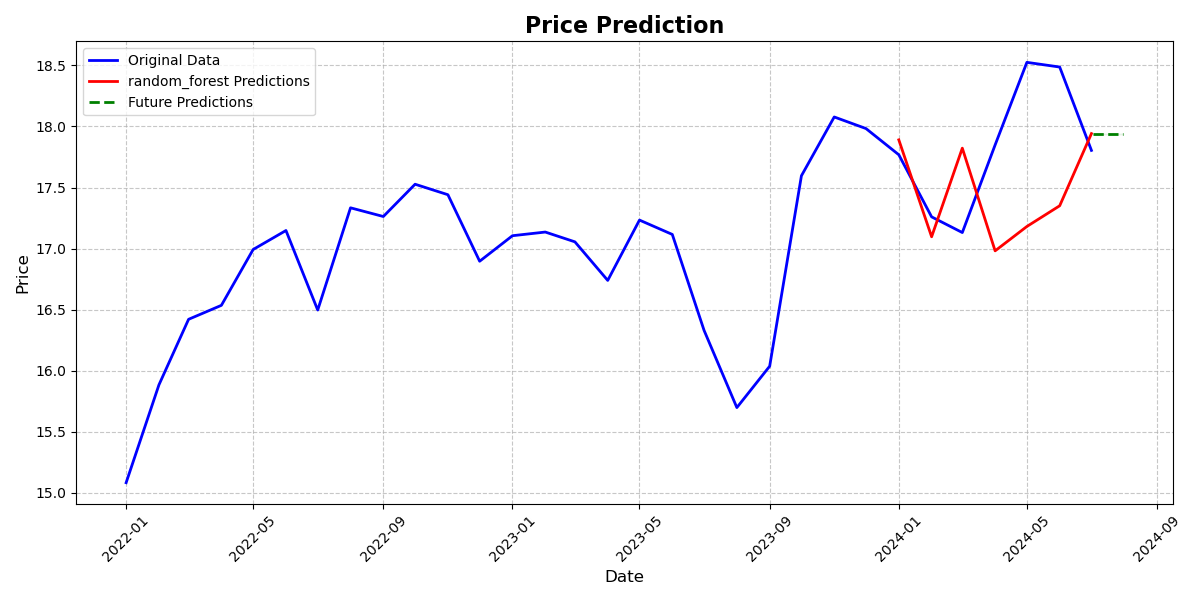 Price Prediction
Original Data
random_forest Predictions
Future Predictions
Price
18.5
18.0
17.5
17.0
16.5
16.0
15.5
15.0
2022-01
2022-05
2022-09
2023-01
2023-05
2023-09
2024-01
2024-05
2024-09
Date